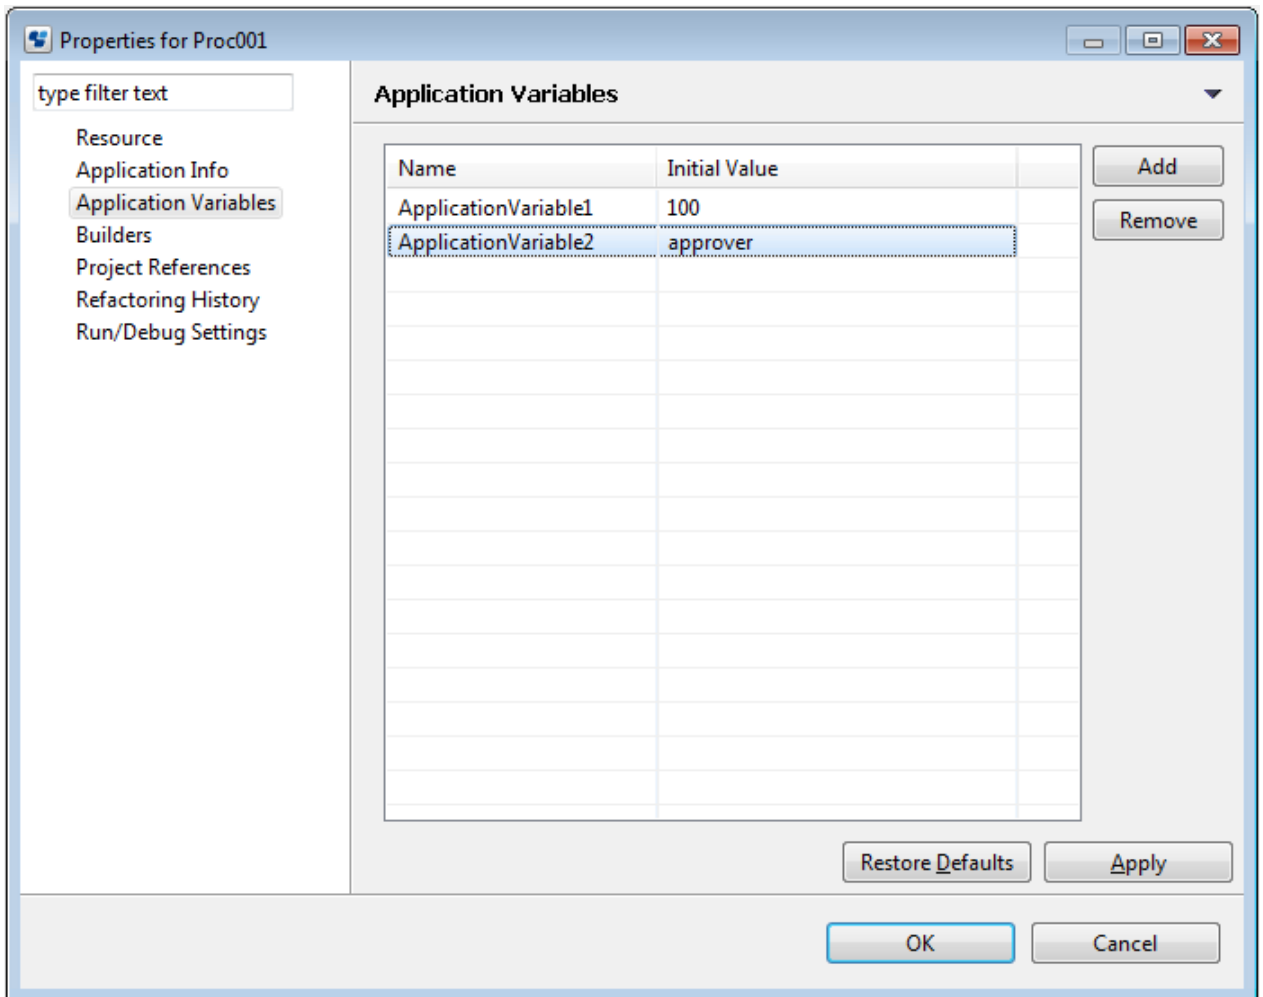 Properties for Proc001
type filter text
Resource
Application Info
Application Variables
Builders
Project References
Refactoring History
Run/Debug Settings
Application Variables
Name Initial Value
ApplicationVariable1 100
ApplicationVariable2 approver
Add
Remove
Restore Defaults Apply
OK Cancel